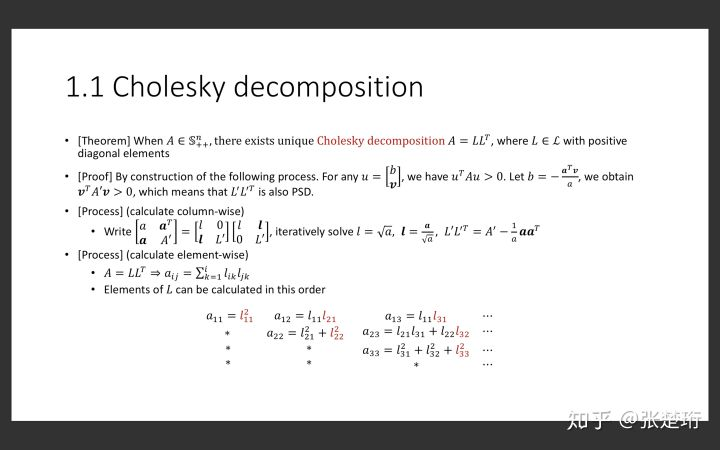 1.1 Cholesky decomposition
• [Theorem] When $A \in \mathbb{S}_{++}^n$, there exists unique Cholesky decomposition $A = LL^T$, where $L \in \mathcal{L}$ with positive
diagonal elements
• [Proof] By construction of the following process. For any $u = \begin{bmatrix} b \\ \boldsymbol{v} \end{bmatrix}$, we have $u^T A u > 0$. Let $b = -\frac{\boldsymbol{a}^T \boldsymbol{v}}{a}$, we obtain
$\boldsymbol{v}^T A' \boldsymbol{v} > 0$, which means that $L'L'^T$ is also PSD.
• [Process] (calculate column-wise)
• Write $\begin{bmatrix} a & \boldsymbol{a}^T \\ \boldsymbol{a} & A' \end{bmatrix} = \begin{bmatrix} l & 0 \\ \boldsymbol{l} & L' \end{bmatrix} \begin{bmatrix} l & \boldsymbol{l} \\ 0 & L' \end{bmatrix}$, iteratively solve $l = \sqrt{a}$, $\boldsymbol{l} = \frac{\boldsymbol{a}}{\sqrt{a}}$, $L'L'^T = A' - \frac{1}{a} \boldsymbol{a}\boldsymbol{a}^T$
• [Process] (calculate element-wise)
• $A = LL^T \Rightarrow a_{ij} = \sum_{k=1}^{i} l_{ik} l_{jk}$
• Elements of $L$ can be calculated in this order
$a_{11} = l_{11}^2$ $a_{12} = l_{11} l_{21}$ $a_{13} = l_{11} l_{31}$ ⋯
* $a_{22} = l_{21}^2 + l_{22}^2$ $a_{23} = l_{21} l_{31} + l_{22} l_{32}$ ⋯
* * $a_{33} = l_{31}^2 + l_{32}^2 + l_{33}^2$ ⋯
* * * ⋯
知乎 @张楚珩